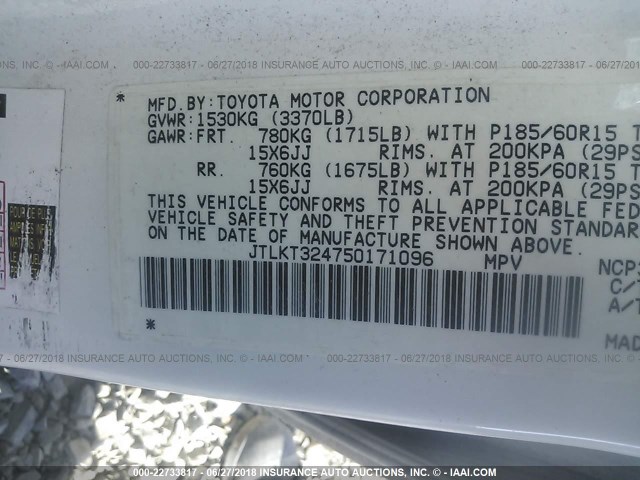 000-22733817 - 06/27/2018 INSURANCE AUTO AUCTIONS, INC. - © IAAI.COM
* MFD.BY:TOYOTA MOTOR CORPORATION
GVWR:1530KG (3370LB)
GAWR:FRT. 780KG (1715LB) WITH P185/60R15 T
15X6JJ RIMS. AT 200KPA (29PS
RR. 760KG (1675LB) WITH P185/60R15 T
15X6JJ RIMS. AT 200KPA (29PS
THIS VEHICLE CONFORMS TO ALL APPLICABLE FED
VEHICLE SAFETY AND THEFT PREVENTION STANDAR
ON THE DATE OF MANUFACTURE SHOWN ABOVE.
JTLKT324750171096 MPV
NCP3
C/T
A/
*
MAD
000-22733817 - 06/27/2018 INSURANCE AUTO AUCTIONS, INC. - © IAAI.COM
000-22733817 - 06/27/2018 INSURANCE AUTO AUCTIONS, INC. - © IAAI.COM